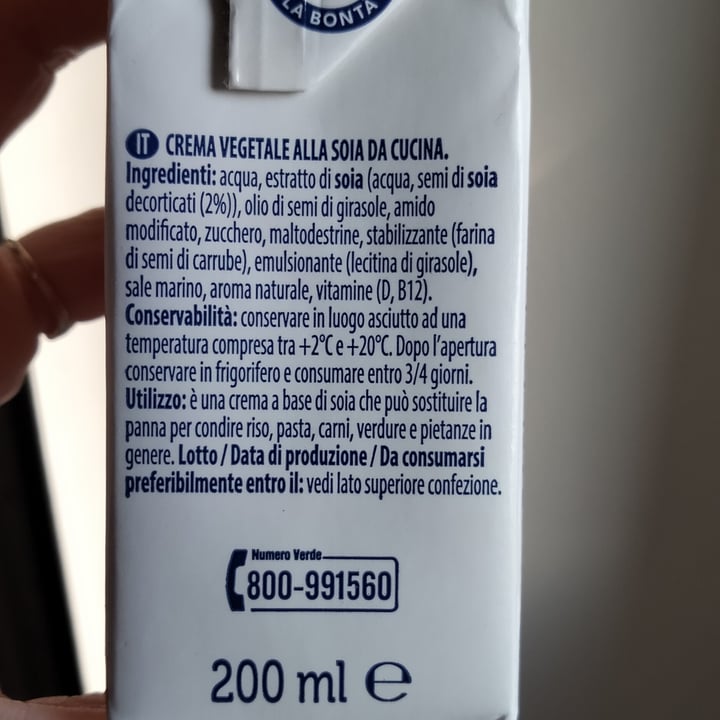 LA BONTÀ
IT CREMA VEGETALE ALLA SOIA DA CUCINA.
Ingredienti: acqua, estratto di soia (acqua, semi di soia
decorticati (2%)), olio di semi di girasole, amido
modificato, zucchero, maltodestrine, stabilizzante (farina
di semi di carrube), emulsionante (lecitina di girasole),
sale marino, aroma naturale, vitamine (D, B12).
Conservabilità: conservare in luogo asciutto ad una
temperatura compresa tra +2°C e +20°C. Dopo l'apertura
conservare in frigorifero e consumare entro 3/4 giorni.
Utilizzo: è una crema a base di soia che può sostituire la
panna per condire riso, pasta, carni, verdure e pietanze in
genere. Lotto / Data di produzione / Da consumarsi
preferibilmente entro il: vedi lato superiore confezione.
Numero Verde
800-991560
200 ml e